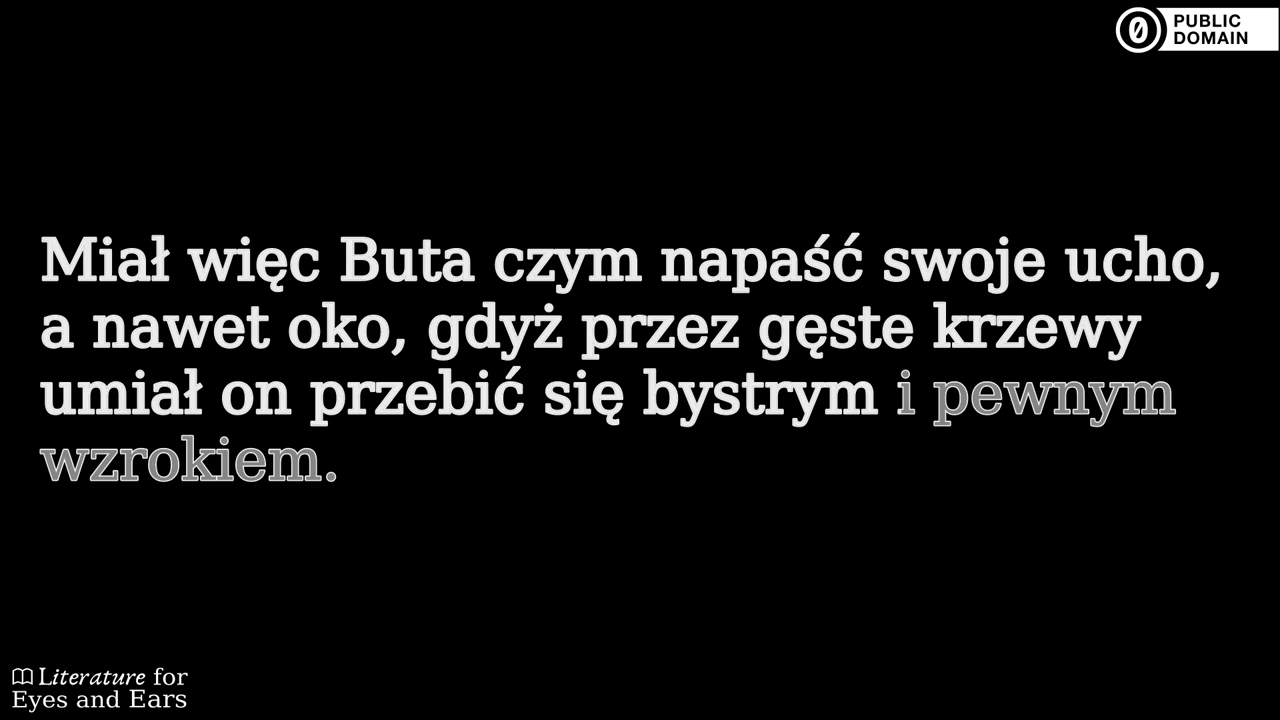 PUBLIC
DOMAIN
Miał więc Buta czym napaść swoje ucho,
a nawet oko, gdyż przez gęste krzewy
umiał on przebić się bystrym i pewnym
wzrokiem.
Literature for
Eyes and Ears